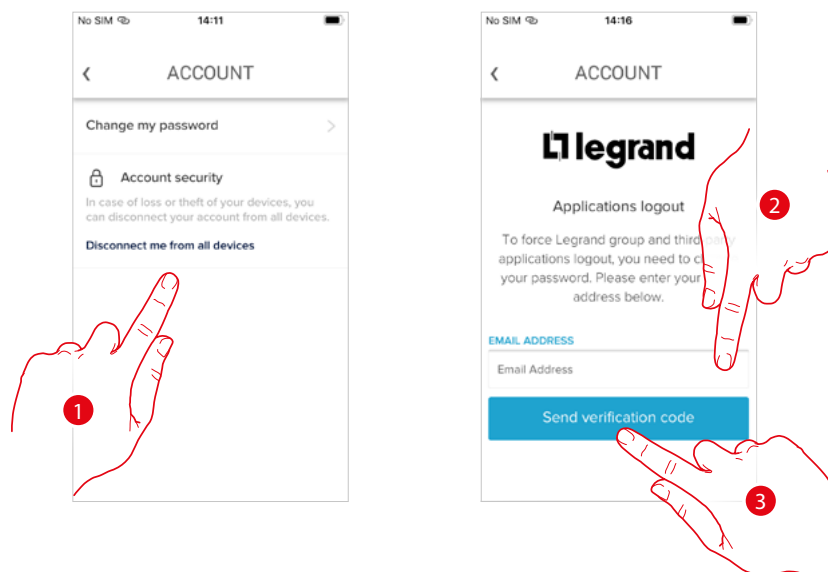 No SIM 14:11
ACCOUNT
Change my password
Account security
In case of loss or theft of your devices, you
can disconnect your account from all devices.
Disconnect me from all devices
1
No SIM 14:16
ACCOUNT
legrand
Applications logout
To force Legrand group and third
applications logout, you need to
your password. Please enter your
address below.
EMAIL ADDRESS
Email Address
Send verification code
2
3